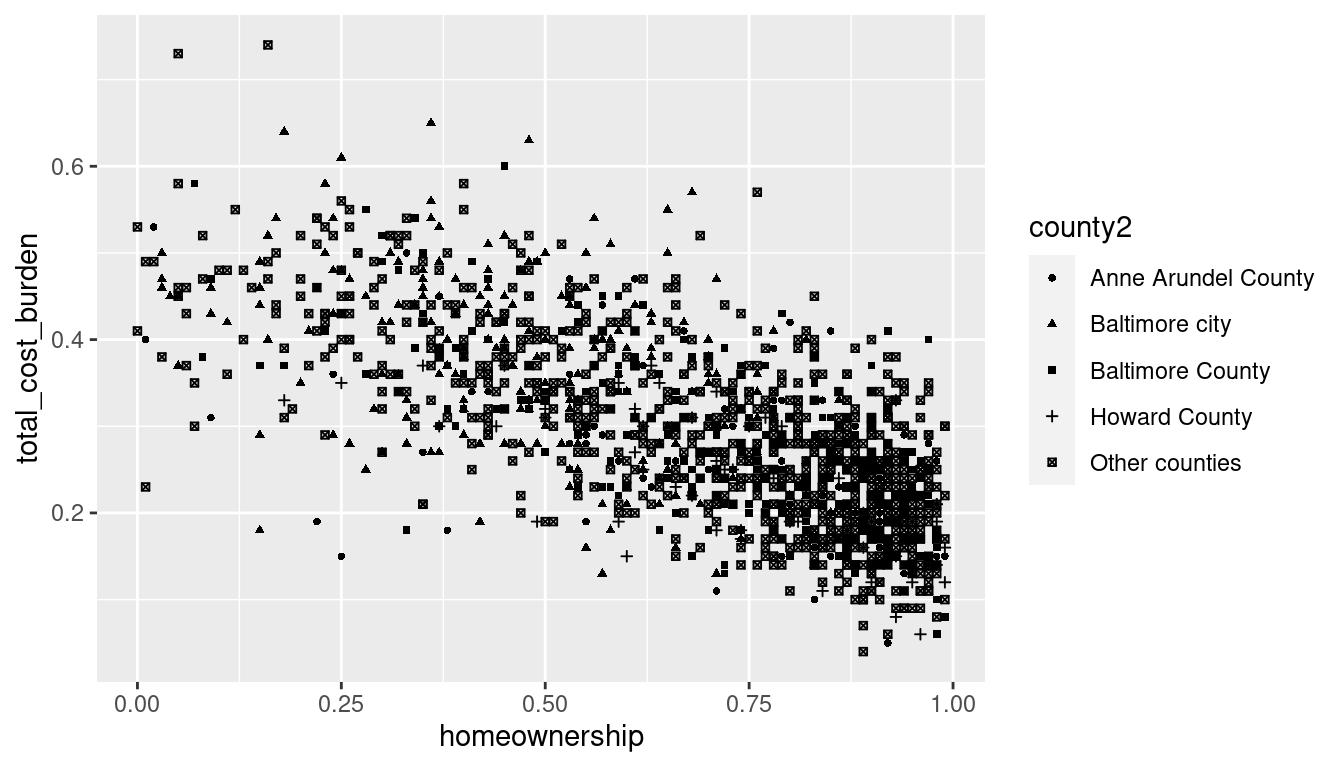 total_cost_burden
0.6
0.4
0.2
0.00 0.25 0.50 0.75 1.00
homeownership
county2
Anne Arundel County
Baltimore city
Baltimore County
Howard County
Other counties